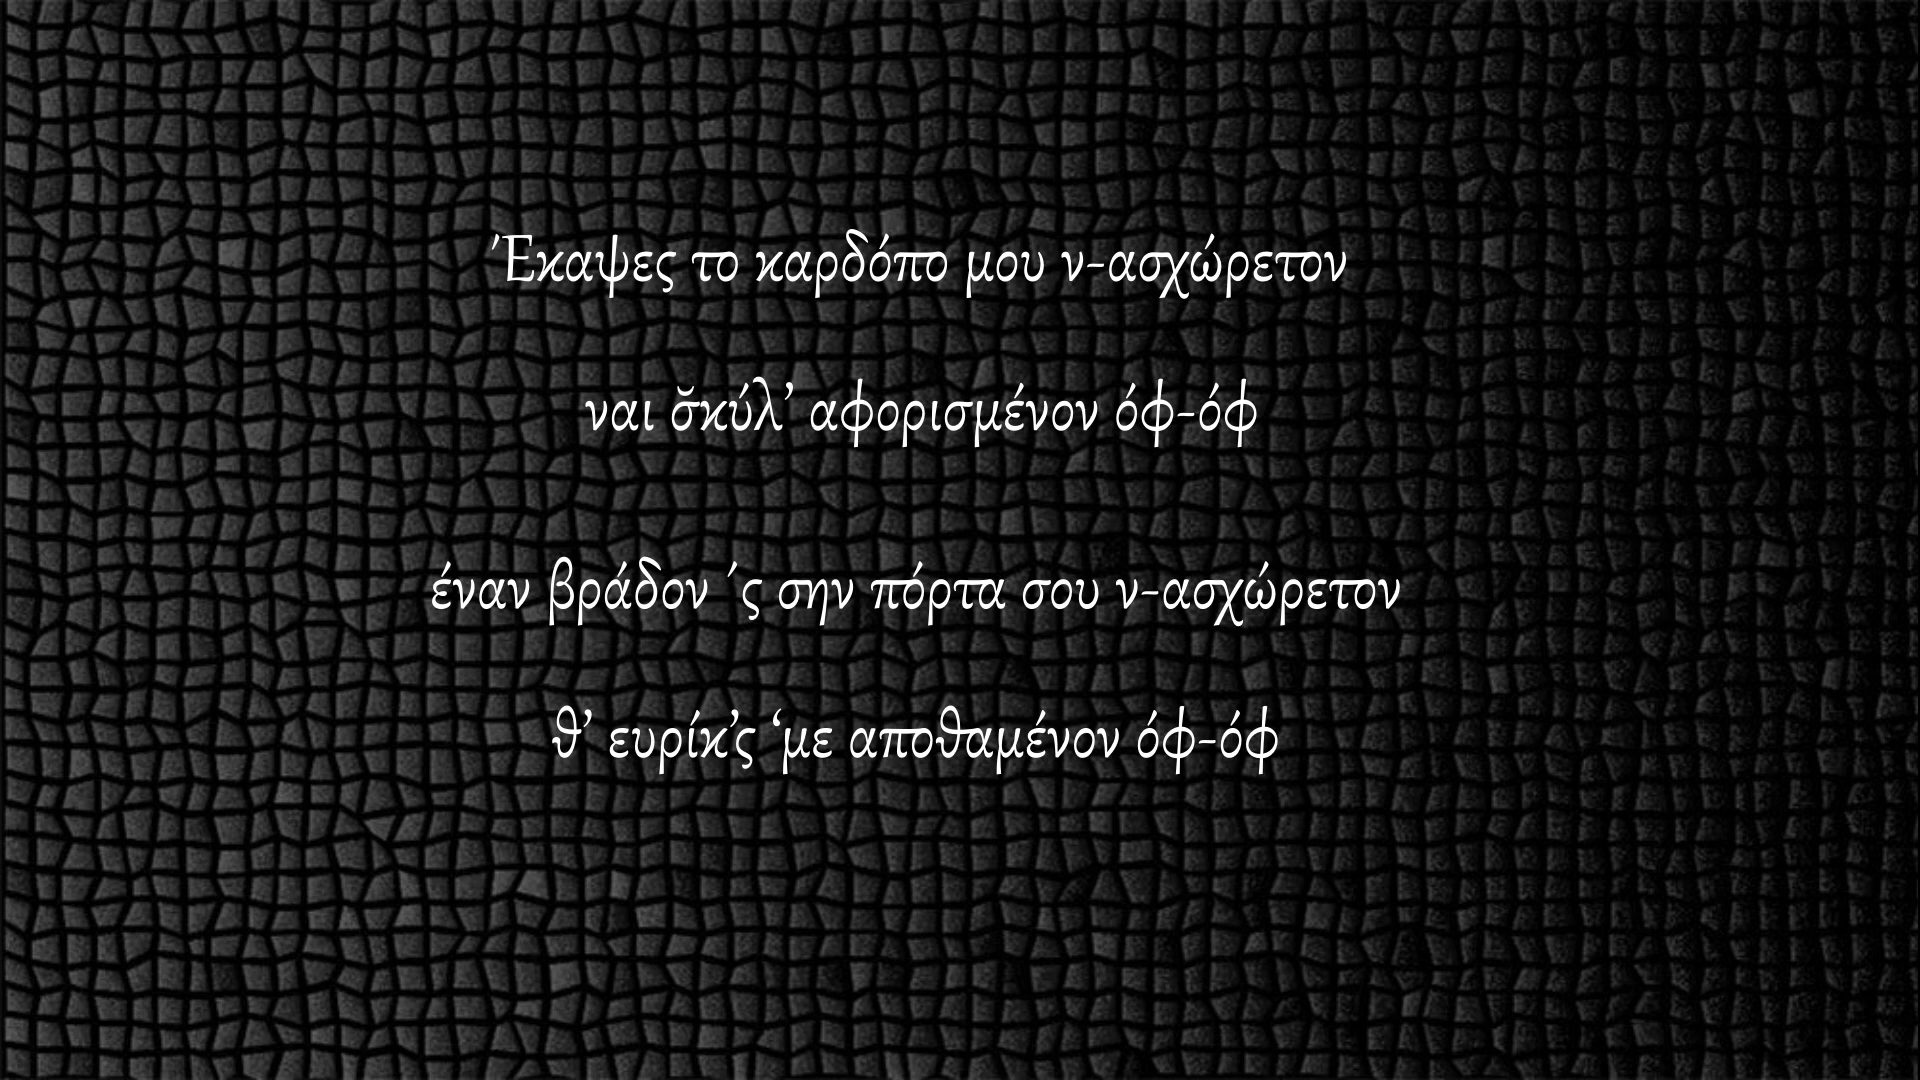 Έκαψες το καρδόπο μου ν-ασχώρετον
ναι σ̌κύλ’ αφορισμένον όφ-όφ
έναν βράδον ΄ς σην πόρτα σου ν-ασχώρετον
θ’ ευρίκ’ς ‘με αποθαμένον όφ-όφ